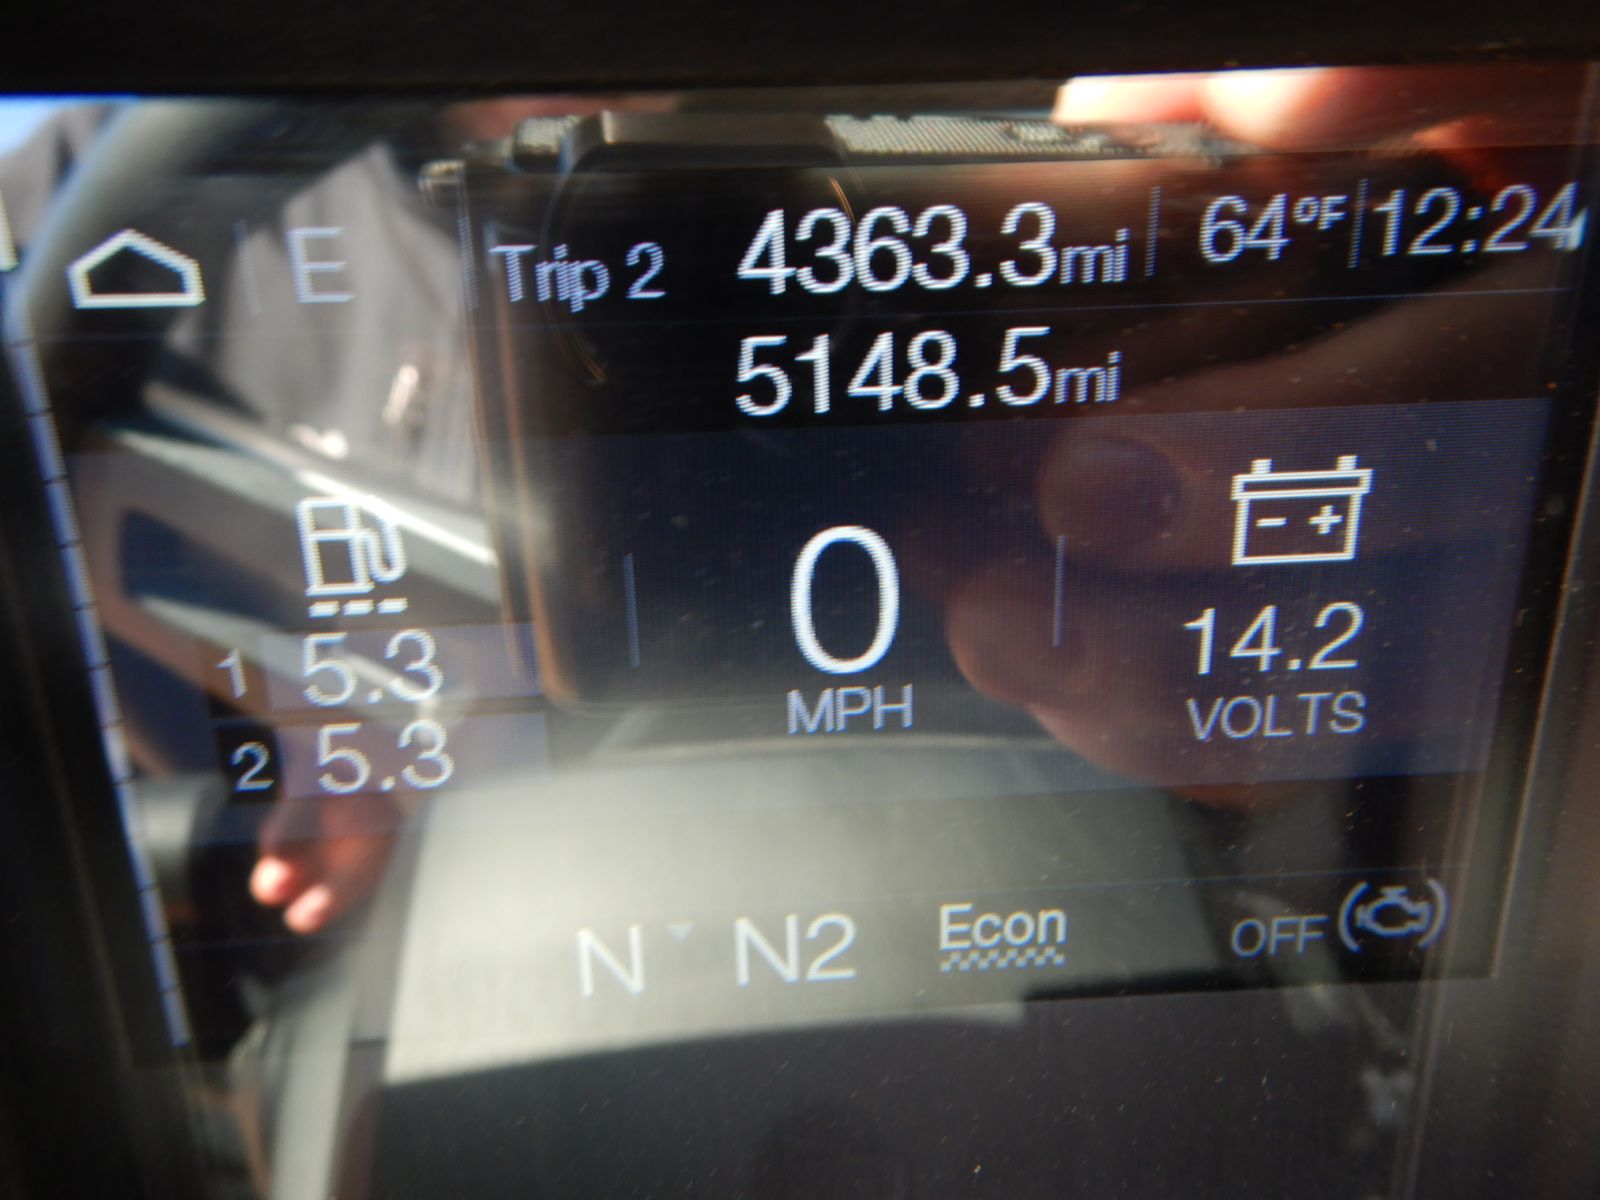 E Trip 2 4363.3mi 64°F 12:24
5148.5mi
- +
1 5.3
2 5.3
0
MPH
14.2
VOLTS
N N2 Econ OFF